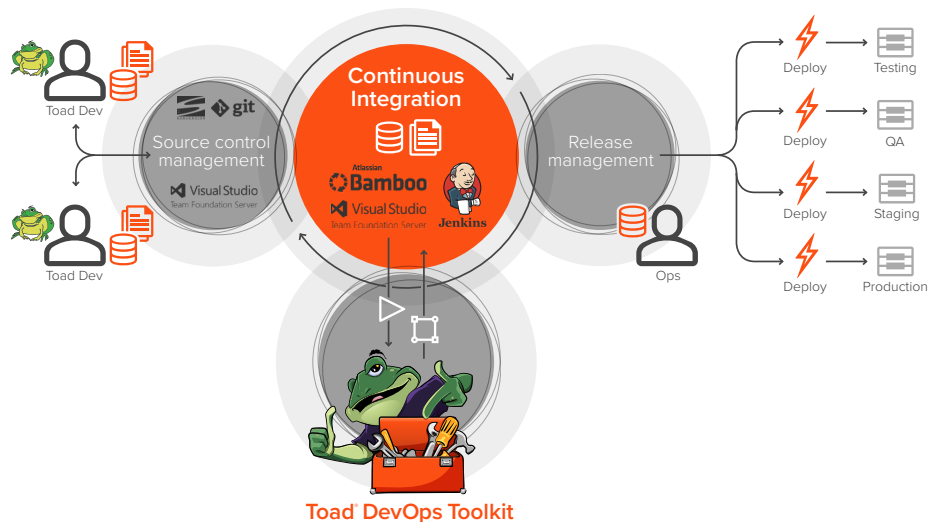 Toad Dev
Toad Dev
SUBVERSION
git
Source control
management
Visual Studio
Team Foundation Server
Continuous
Integration
Atlassian
Bamboo
Visual Studio
Team Foundation Server
Jenkins
Release
management
Ops
Deploy
Testing
Deploy
QA
Deploy
Staging
Deploy
Production
Toad® DevOps Toolkit